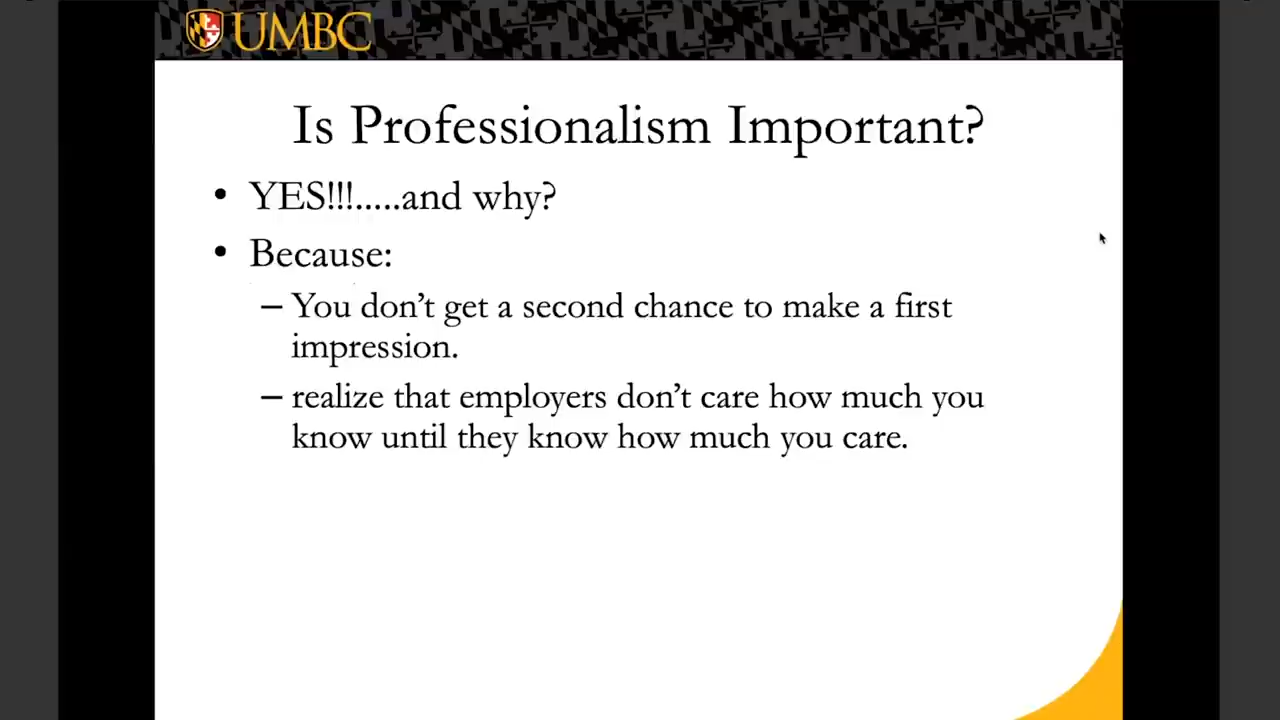 UMBC
Is Professionalism Important?
• YES!!!.....and why?
• Because:
– You don’t get a second chance to make a first
impression.
– realize that employers don’t care how much you
know until they know how much you care.